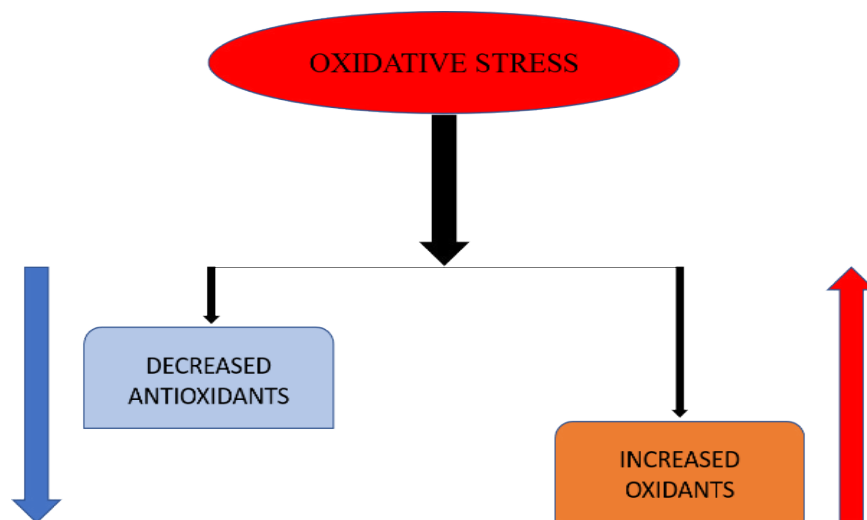 OXIDATIVE STRESS
DECREASED
ANTIOXIDANTS
INCREASED
OXIDANTS